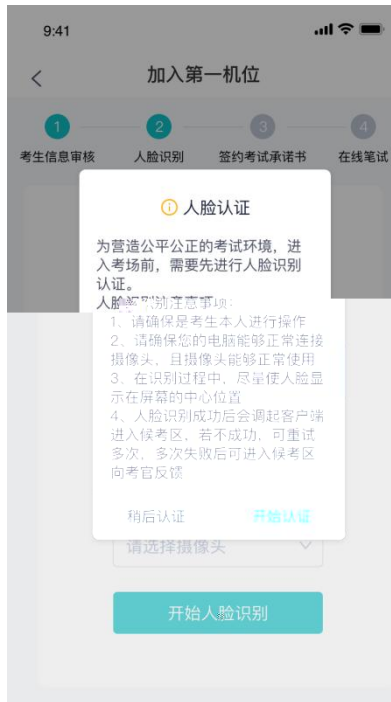 9:41
加入第一机位
1
2
3
4
考生信息审核
人脸识别
签约考试承诺书
在线笔试
人脸认证
为营造公平公正的考试环境，进
入考场前，需要先进行人脸识别
认证。
人脸识别注意事项：
1、请确保是考生本人进行操作
2、请确保您的电脑能够正常连接
摄像头，且摄像头能够正常使用
3、在识别过程中，尽量使人脸显
示在屏幕的中心位置
4、人脸识别成功后会调起客户端
进入候考区，若不成功，可重试
多次，多次失败后可进入候考区
向考官反馈
稍后认证
开始认证
请选择摄像头
开始人脸识别